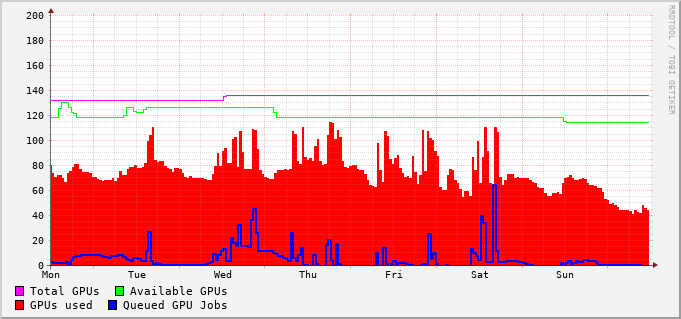 RRDTOOL / TOBI OETIKER
200
180
160
140
120
100
80
60
40
20
0
Mon Tue Wed Thu Fri Sat Sun
Total GPUs Available GPUs
GPUs used Queued GPU Jobs